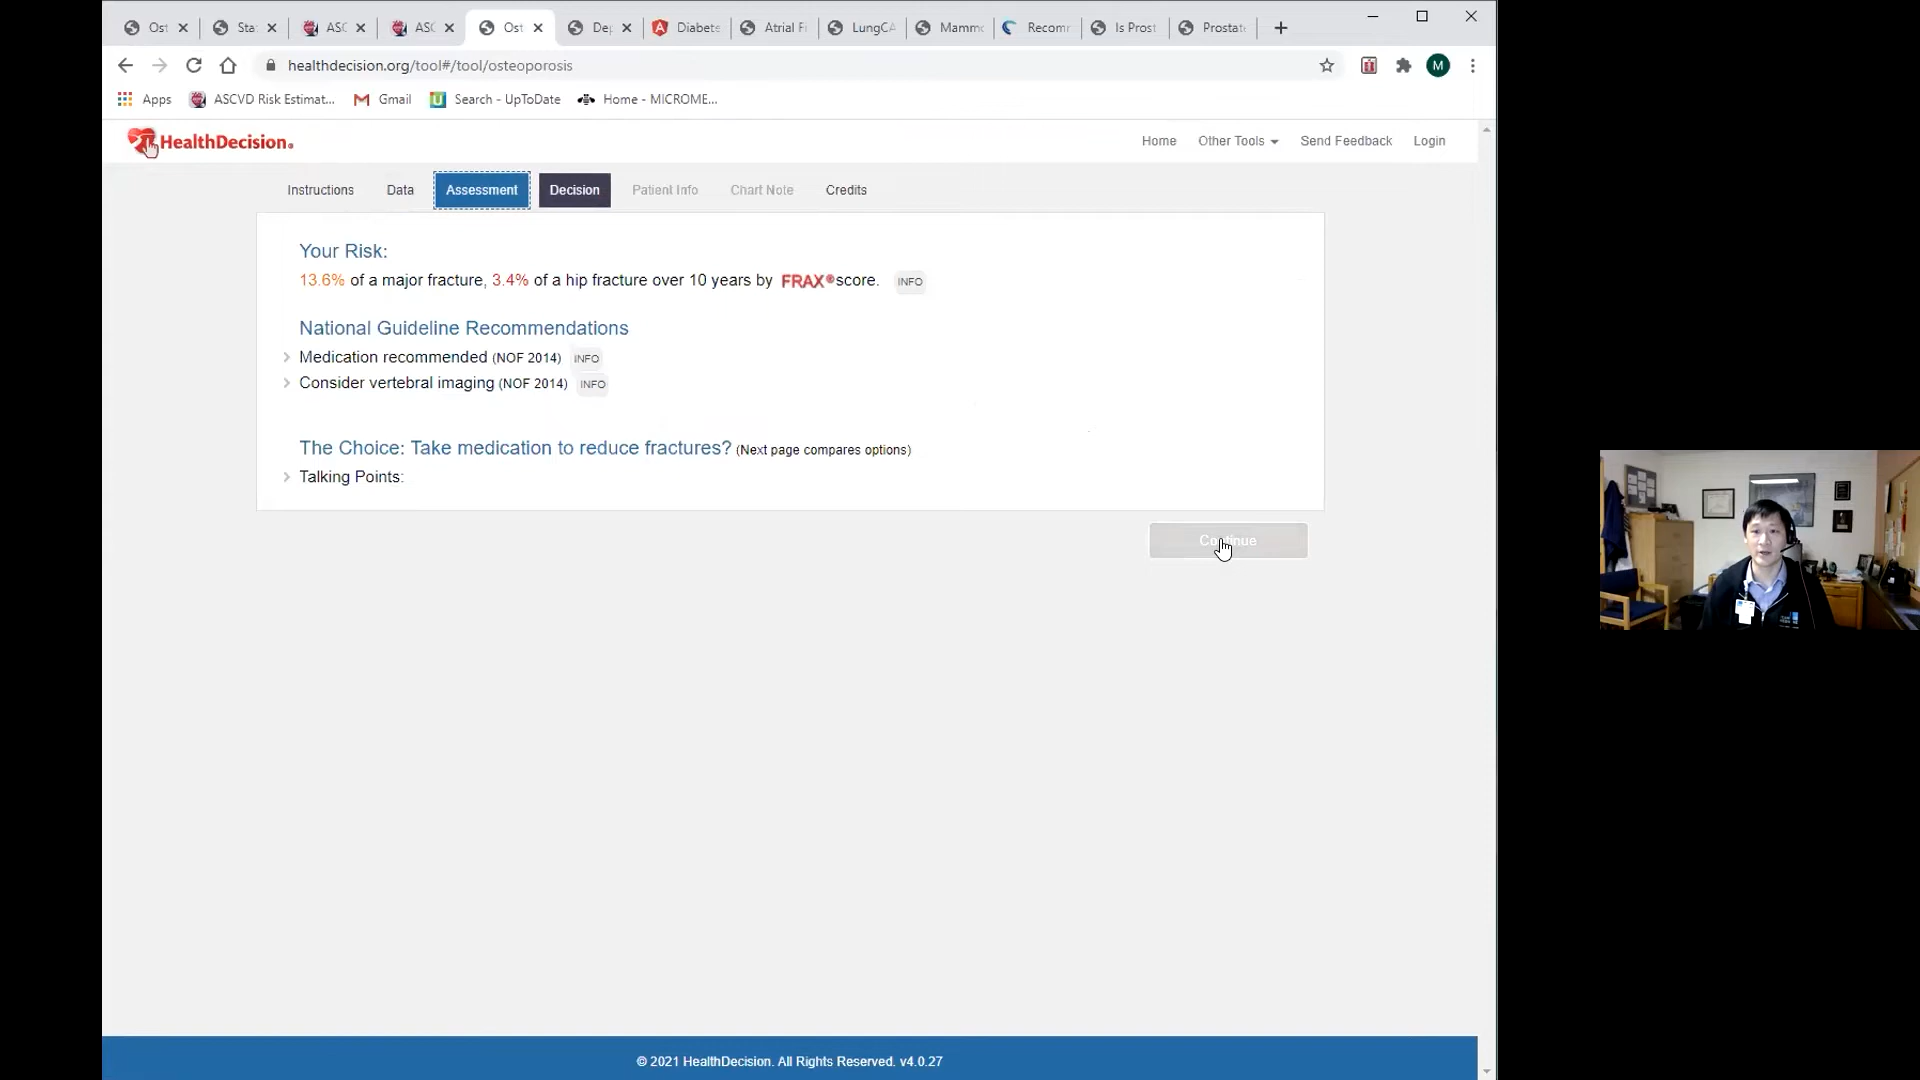 Ost
Sta
ASC
ASC
Ost
De
Diabete
Atrial Fi
LungCA
Mamm
Recom
Is Prost
Prostat
healthdecision.org/tool#/tool/osteoporosis
M
Apps
ASCVD Risk Estimat...
Gmail
Search - UpToDate
Home - MICROME...
HealthDecision.
Home
Other Tools
Send Feedback
Login
Instructions
Data
Assessment
Decision
Patient Info
Chart Note
Credits
Your Risk:
13.6% of a major fracture, 3.4% of a hip fracture over 10 years by FRAX® score. INFO
National Guideline Recommendations
Medication recommended (NOF 2014) INFO
Consider vertebral imaging (NOF 2014) INFO
The Choice: Take medication to reduce fractures? (Next page compares options)
Talking Points:
Continue
© 2021 HealthDecision. All Rights Reserved. v4.0.27